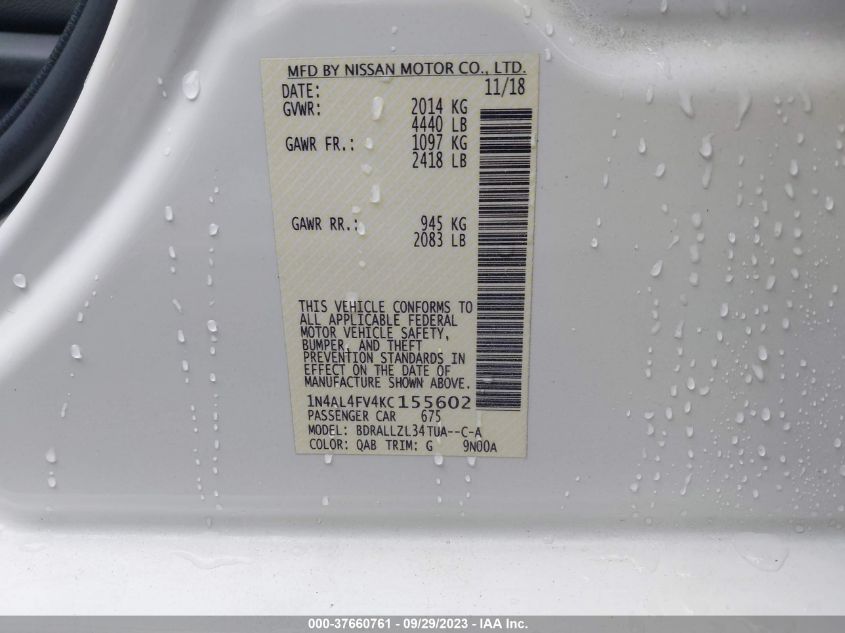 MFD BY NISSAN MOTOR CO., LTD.
DATE: 11/18
GVWR: 2014 KG
4440 LB
GAWR FR.: 1097 KG
2418 LB
GAWR RR.: 945 KG
2083 LB
THIS VEHICLE CONFORMS TO
ALL APPLICABLE FEDERAL
MOTOR VEHICLE SAFETY,
BUMPER, AND THEFT
PREVENTION STANDARDS IN
EFFECT ON THE DATE OF
MANUFACTURE SHOWN ABOVE.
1N4AL4FV4KC155602
PASSENGER CAR 675
MODEL: BDRALLZL34TUA--C-A
COLOR: QAB TRIM: G 9N00A
000-37660761 - 09/29/2023 - IAA Inc.